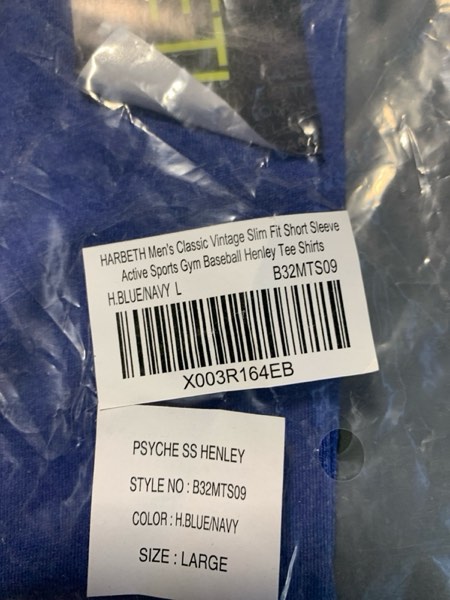 HARBETH Men's Classic Vintage Slim Fit Short Sleeve
Active Sports Gym Baseball Henley Tee Shirts
H.BLUE/NAVY L B32MTS09
X003R164EB
PSYCHE SS HENLEY
STYLE NO : B32MTS09
COLOR : H.BLUE/NAVY
SIZE : LARGE